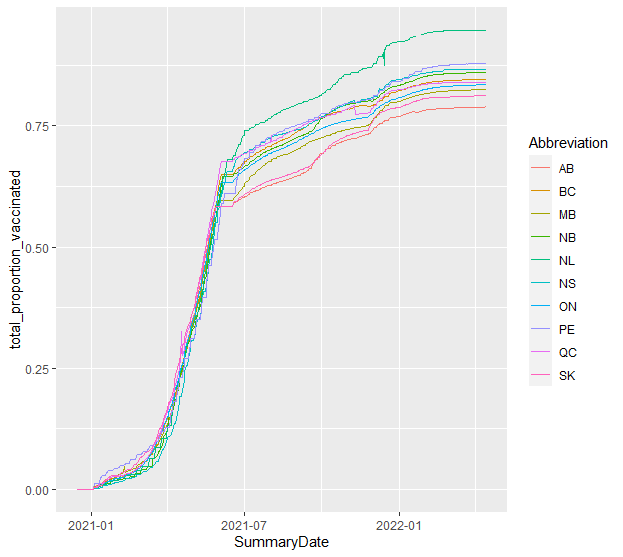 total_proportion_vaccinated
0.75
0.50
0.25
0.00
2021-01
2021-07
2022-01
SummaryDate
Abbreviation
AB
BC
MB
NB
NL
NS
ON
PE
QC
SK